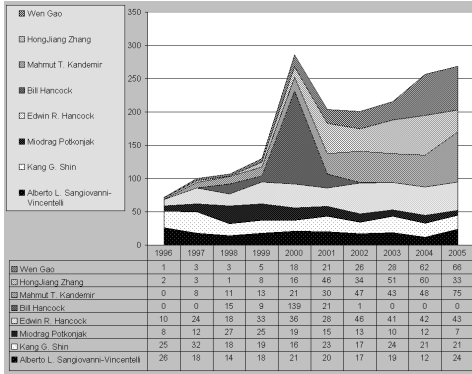 Wen Gao
HongJiang Zhang
Mahmut T. Kandemir
Bill Hancock
Edwin R. Hancock
Miodrag Potkonjak
Kang G. Shin
Alberto L. Sangiovanni-
Vincentelli
350
300
250
200
150
100
50
0
1996 1997 1998 1999 2000 2001 2002 2003 2004 2005
Wen Gao 1 3 3 5 18 21 26 28 62 66
HongJiang Zhang 2 3 1 8 16 46 34 51 60 33
Mahmut T. Kandemir 0 8 11 13 21 30 47 43 48 75
Bill Hancock 0 0 15 9 139 21 1 0 0 0
Edwin R. Hancock 10 24 18 33 36 28 46 41 42 43
Miodrag Potkonjak 8 12 27 25 19 15 13 10 12 7
Kang G. Shin 25 32 18 19 16 23 17 24 21 21
Alberto L. Sangiovanni-Vincentelli 26 18 14 18 21 20 17 19 12 24